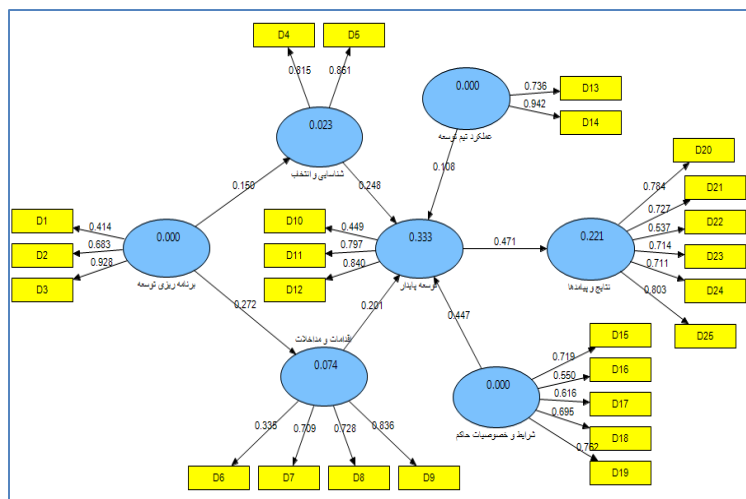 D4
D5
0.815
0.861
0.023
شناسایی و انتخاب
0.000
عملکرد تیم توسعه
0.736
D13
0.942
D14
0.150
0.248
0.108
D1
D2
D3
0.414
0.683
0.928
0.000
برنامه ریزی توسعه
D10
D11
D12
0.449
0.797
0.840
0.333
توسعه پایدار
0.471
0.221
نتایج و پیامدها
0.784
0.727
0.637
0.714
0.711
0.803
D20
D21
D22
D23
D24
D25
0.272
0.201
0.447
اقدامات و مداخلات
0.074
0.335
0.709
0.728
0.836
D6
D7
D8
D9
0.000
شرایط و خصوصیات حاکم
0.719
0.550
0.616
0.695
0.762
D15
D16
D17
D18
D19